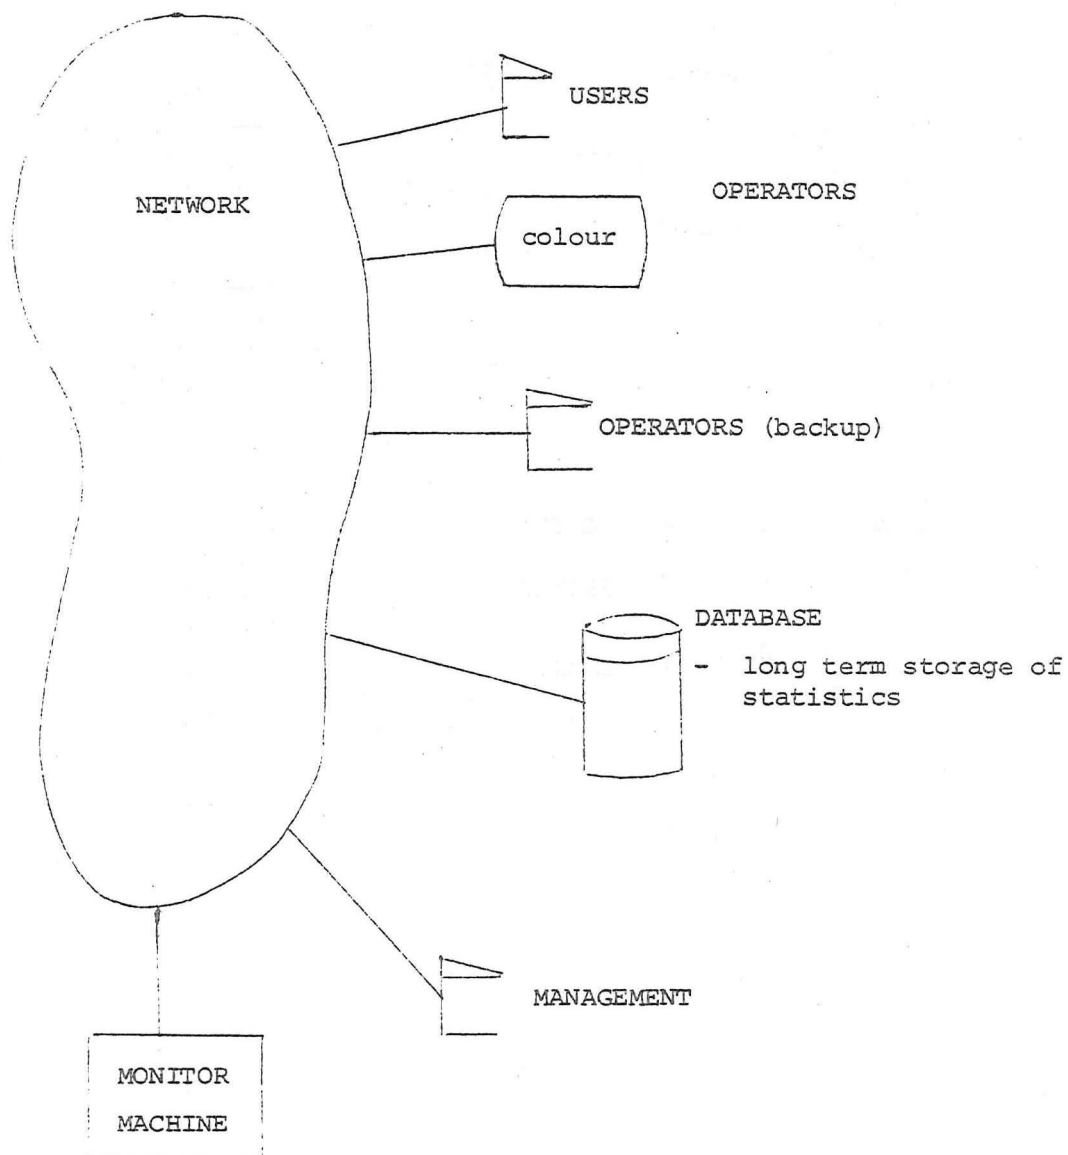 USERS
NETWORK
OPERATORS
colour
OPERATORS (backup)
DATABASE
- long term storage of
statistics
MANAGEMENT
MONITOR
MACHINE